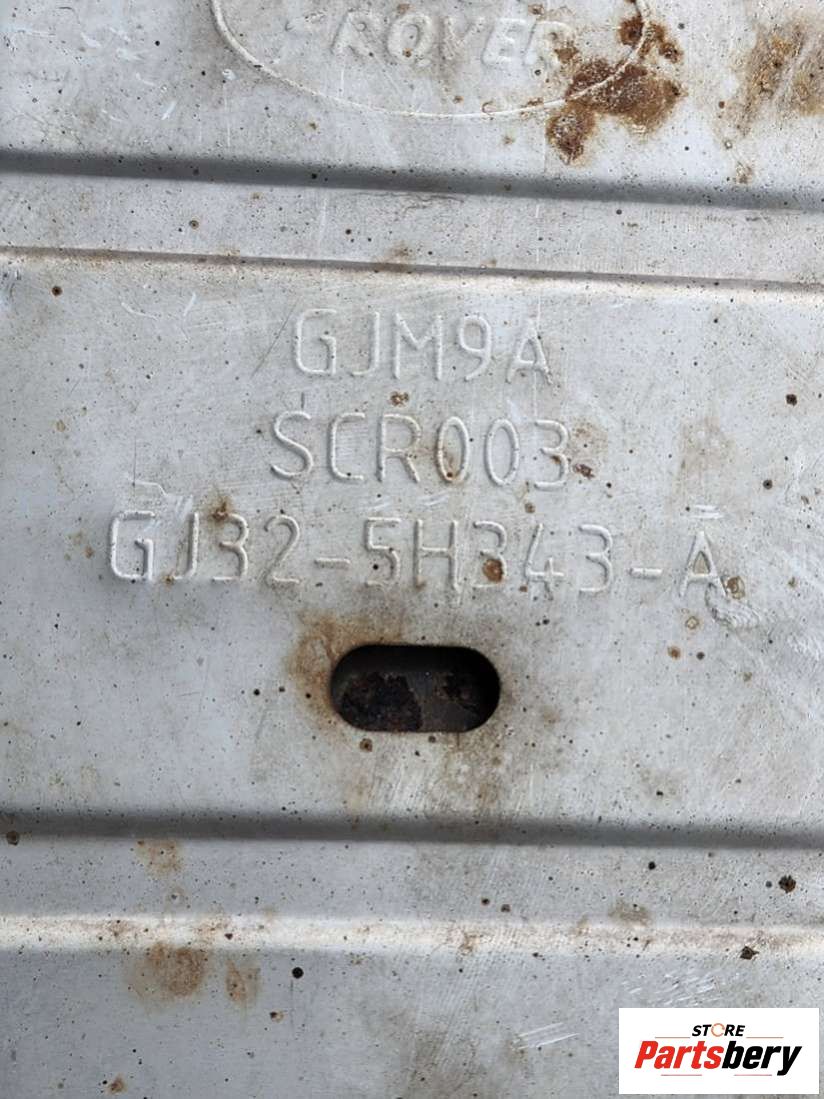 ROVER
GJM9A
SCR003
GJ32-5H343-A
STORE
Partsbery